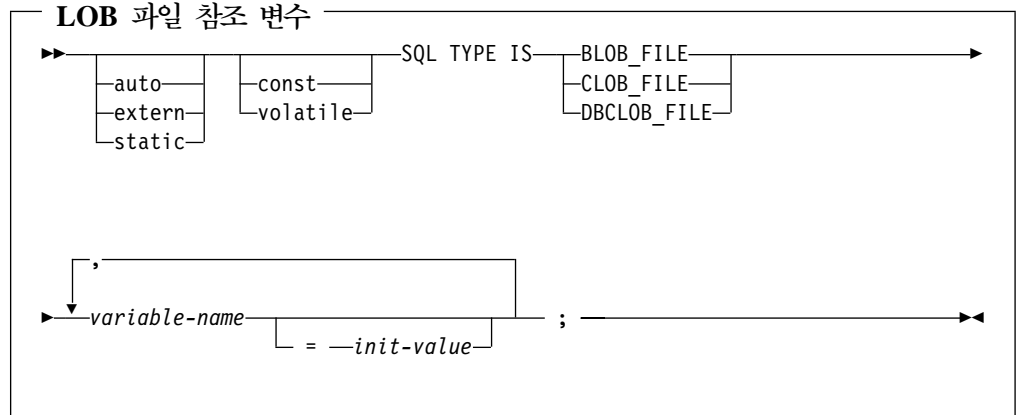 LOB 파일 참조 변수
SQL TYPE IS BLOB_FILE
auto const CLOB_FILE
extern volatile DBCLOB_FILE
static
,
variable-name ;
= init-value